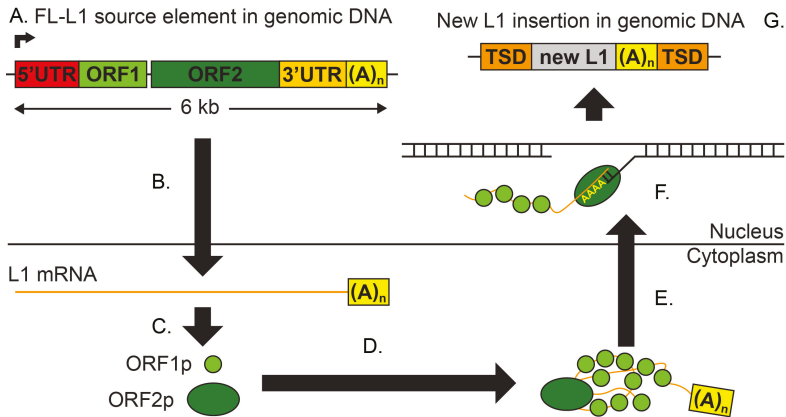 A. FL-L1 source element in genomic DNA
5'UTR ORF1 ORF2 3'UTR (A)n
6 kb
B.
L1 mRNA
(A)n
C.
ORF1p
ORF2p
D.
(A)n
E.
Nucleus
Cytoplasm
F.
AAAA
New L1 insertion in genomic DNA G.
TSD new L1 (A)n TSD